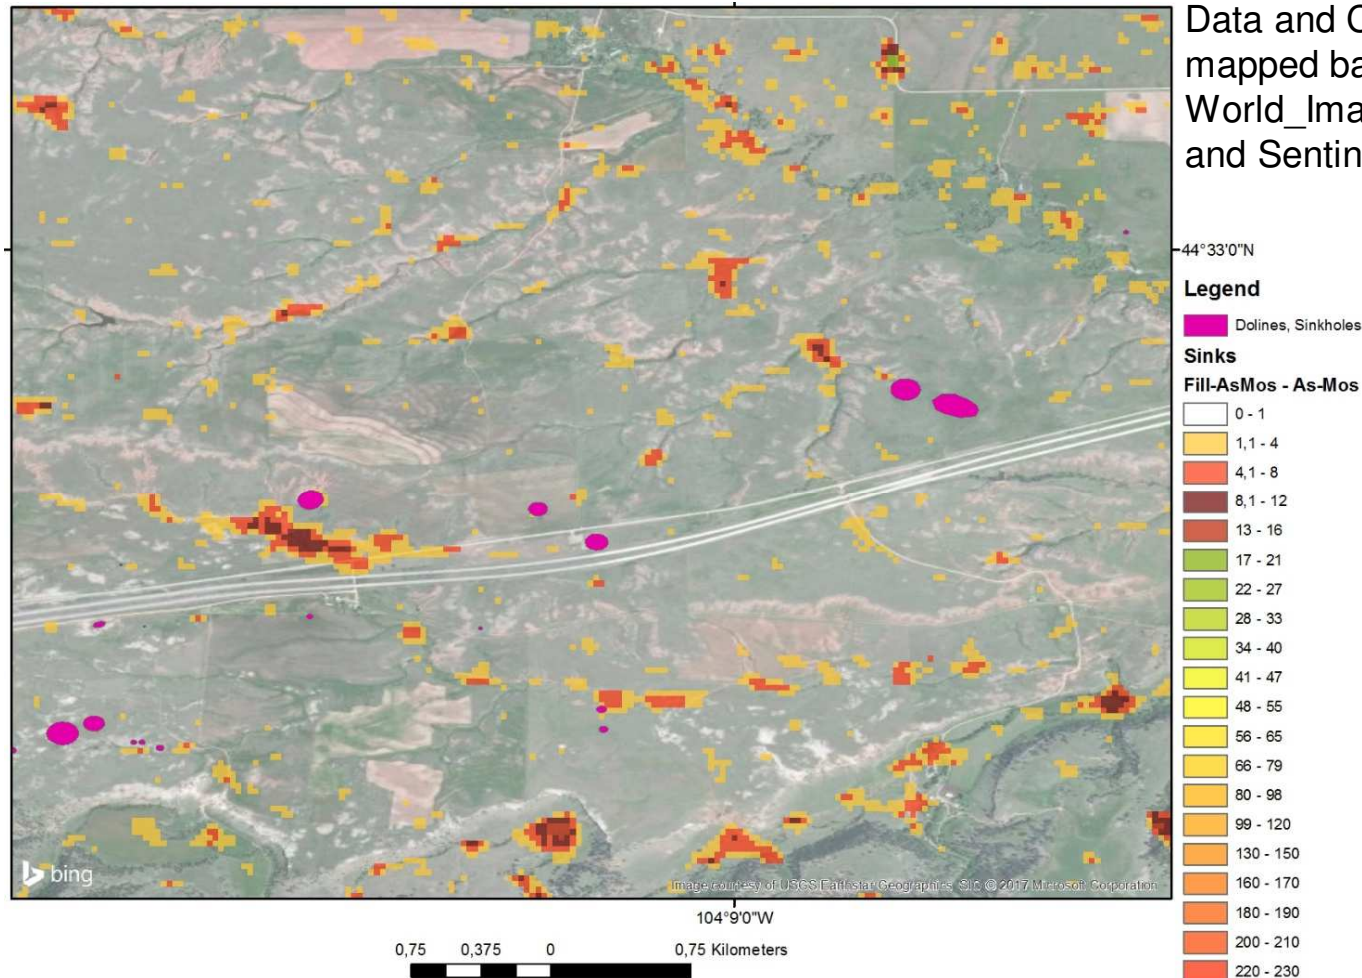 Data and
mapped
World_Ima
and Sentin
44°33'0"N
Legend
Dolines, Sinkholes
Sinks
Fill-AsMos - As-Mos
0 - 1
1,1 - 4
4,1 - 8
8,1 - 12
13 - 16
17 - 21
22 - 27
28 - 33
34 - 40
41 - 47
48 - 55
56 - 65
66 - 79
80 - 98
99 - 120
130 - 150
160 - 170
180 - 190
200 - 210
220 - 230
bing
Image courtesy of USGS Earthstar Geographics SIO © 2017 Microsoft Corporation
104°9'0"W
0,75 0,375 0 0,75 Kilometers